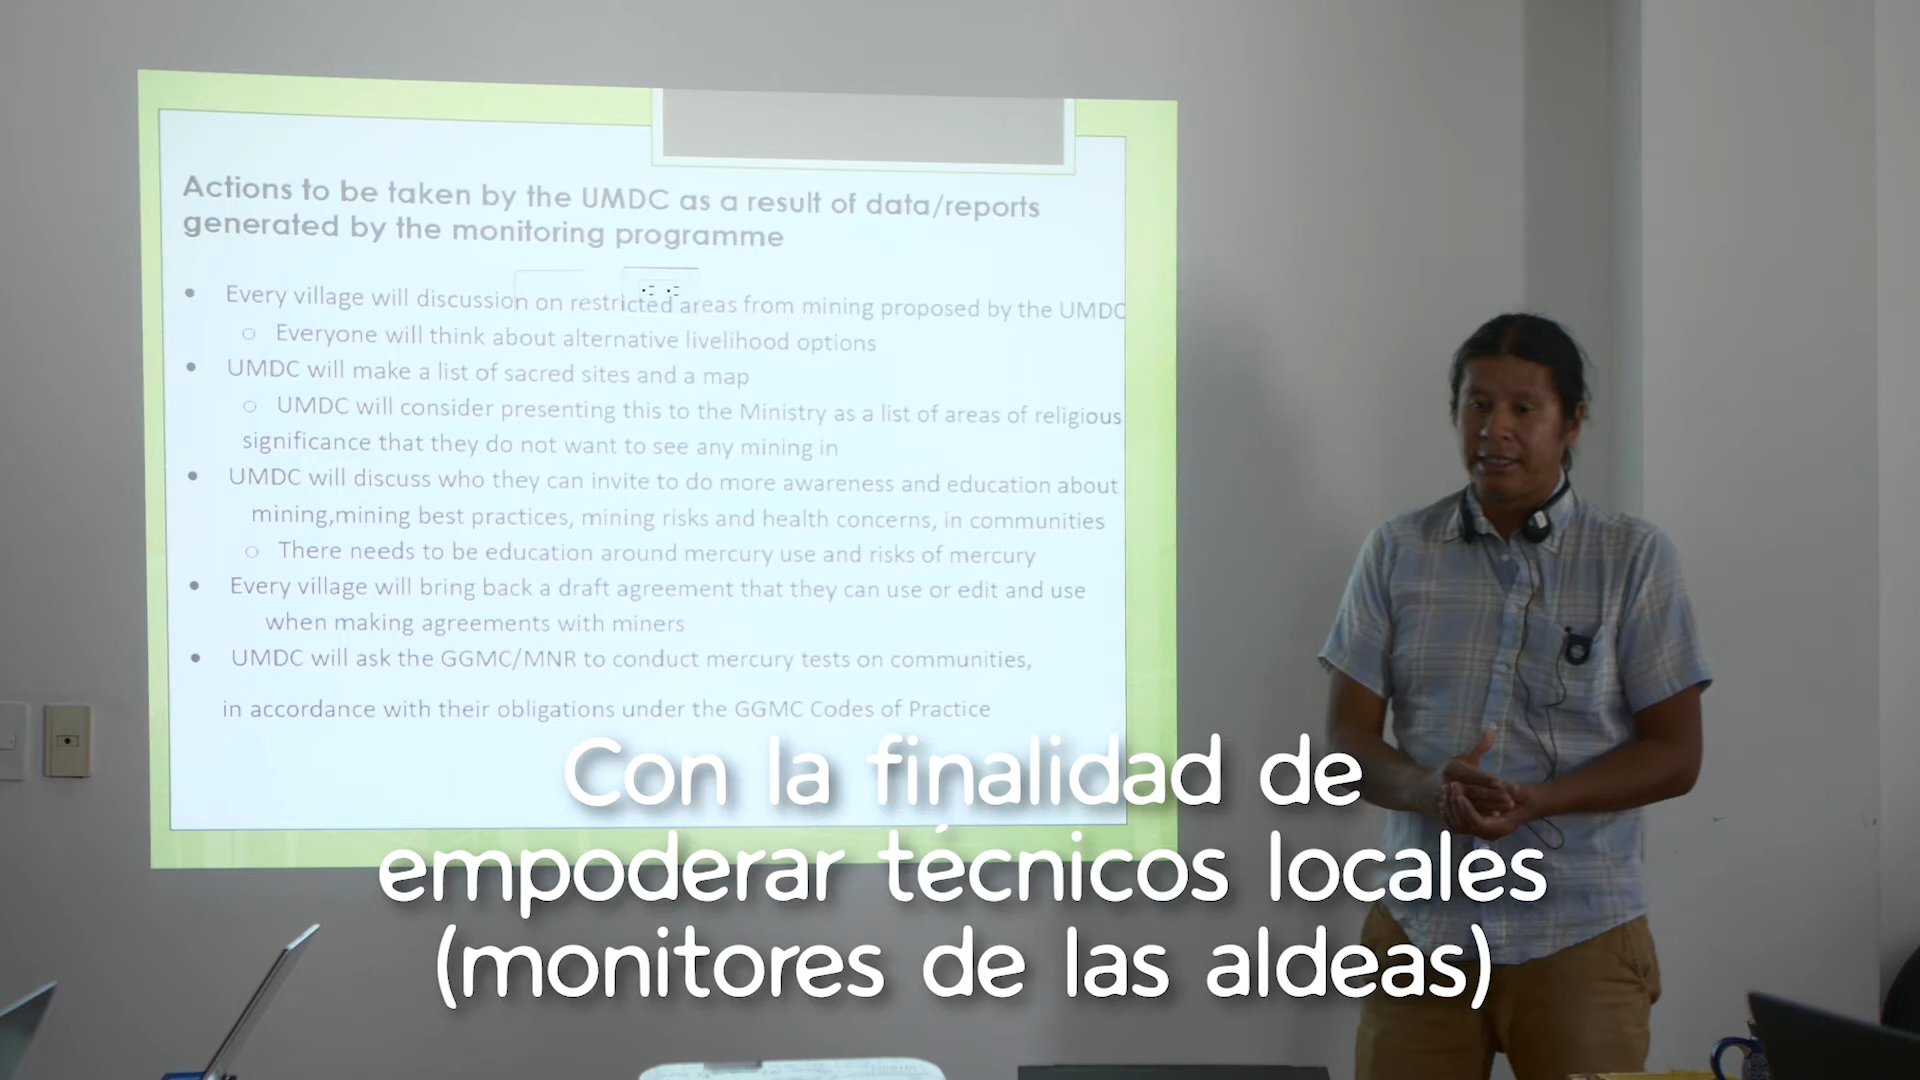 Actions to be taken by the UMDC as a result of data/reports
generated by the monitoring programme
• Every village will discussion on restricted areas from mining proposed by the UMDC
○ Everyone will think about alternative livelihood options
• UMDC will make a list of sacred sites and a map
○ UMDC will consider presenting this to the Ministry as a list of areas of religious
significance that they do not want to see any mining in
• UMDC will discuss who they can invite to do more awareness and education about
mining,mining best practices, mining risks and health concerns, in communities
○ There needs to be education around mercury use and risks of mercury
• Every village will bring back a draft agreement that they can use or edit and use
when making agreements with miners
• UMDC will ask the GGMC/MNR to conduct mercury tests on communities,
in accordance with their obligations under the GGMC Codes of Practice
Con la finalidad de
empoderar técnicos locales
(monitores de las aldeas)